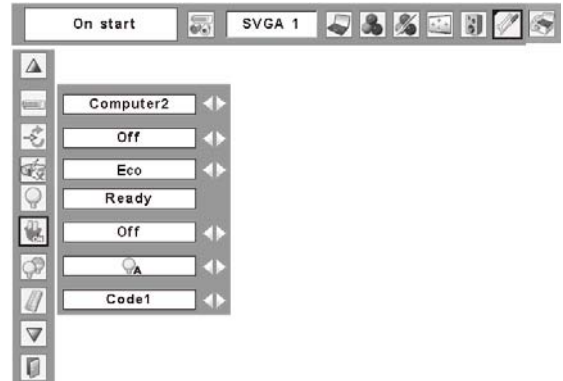 On start SVGA 1
Computer2
Off
Eco
Ready
Off
A
Code1